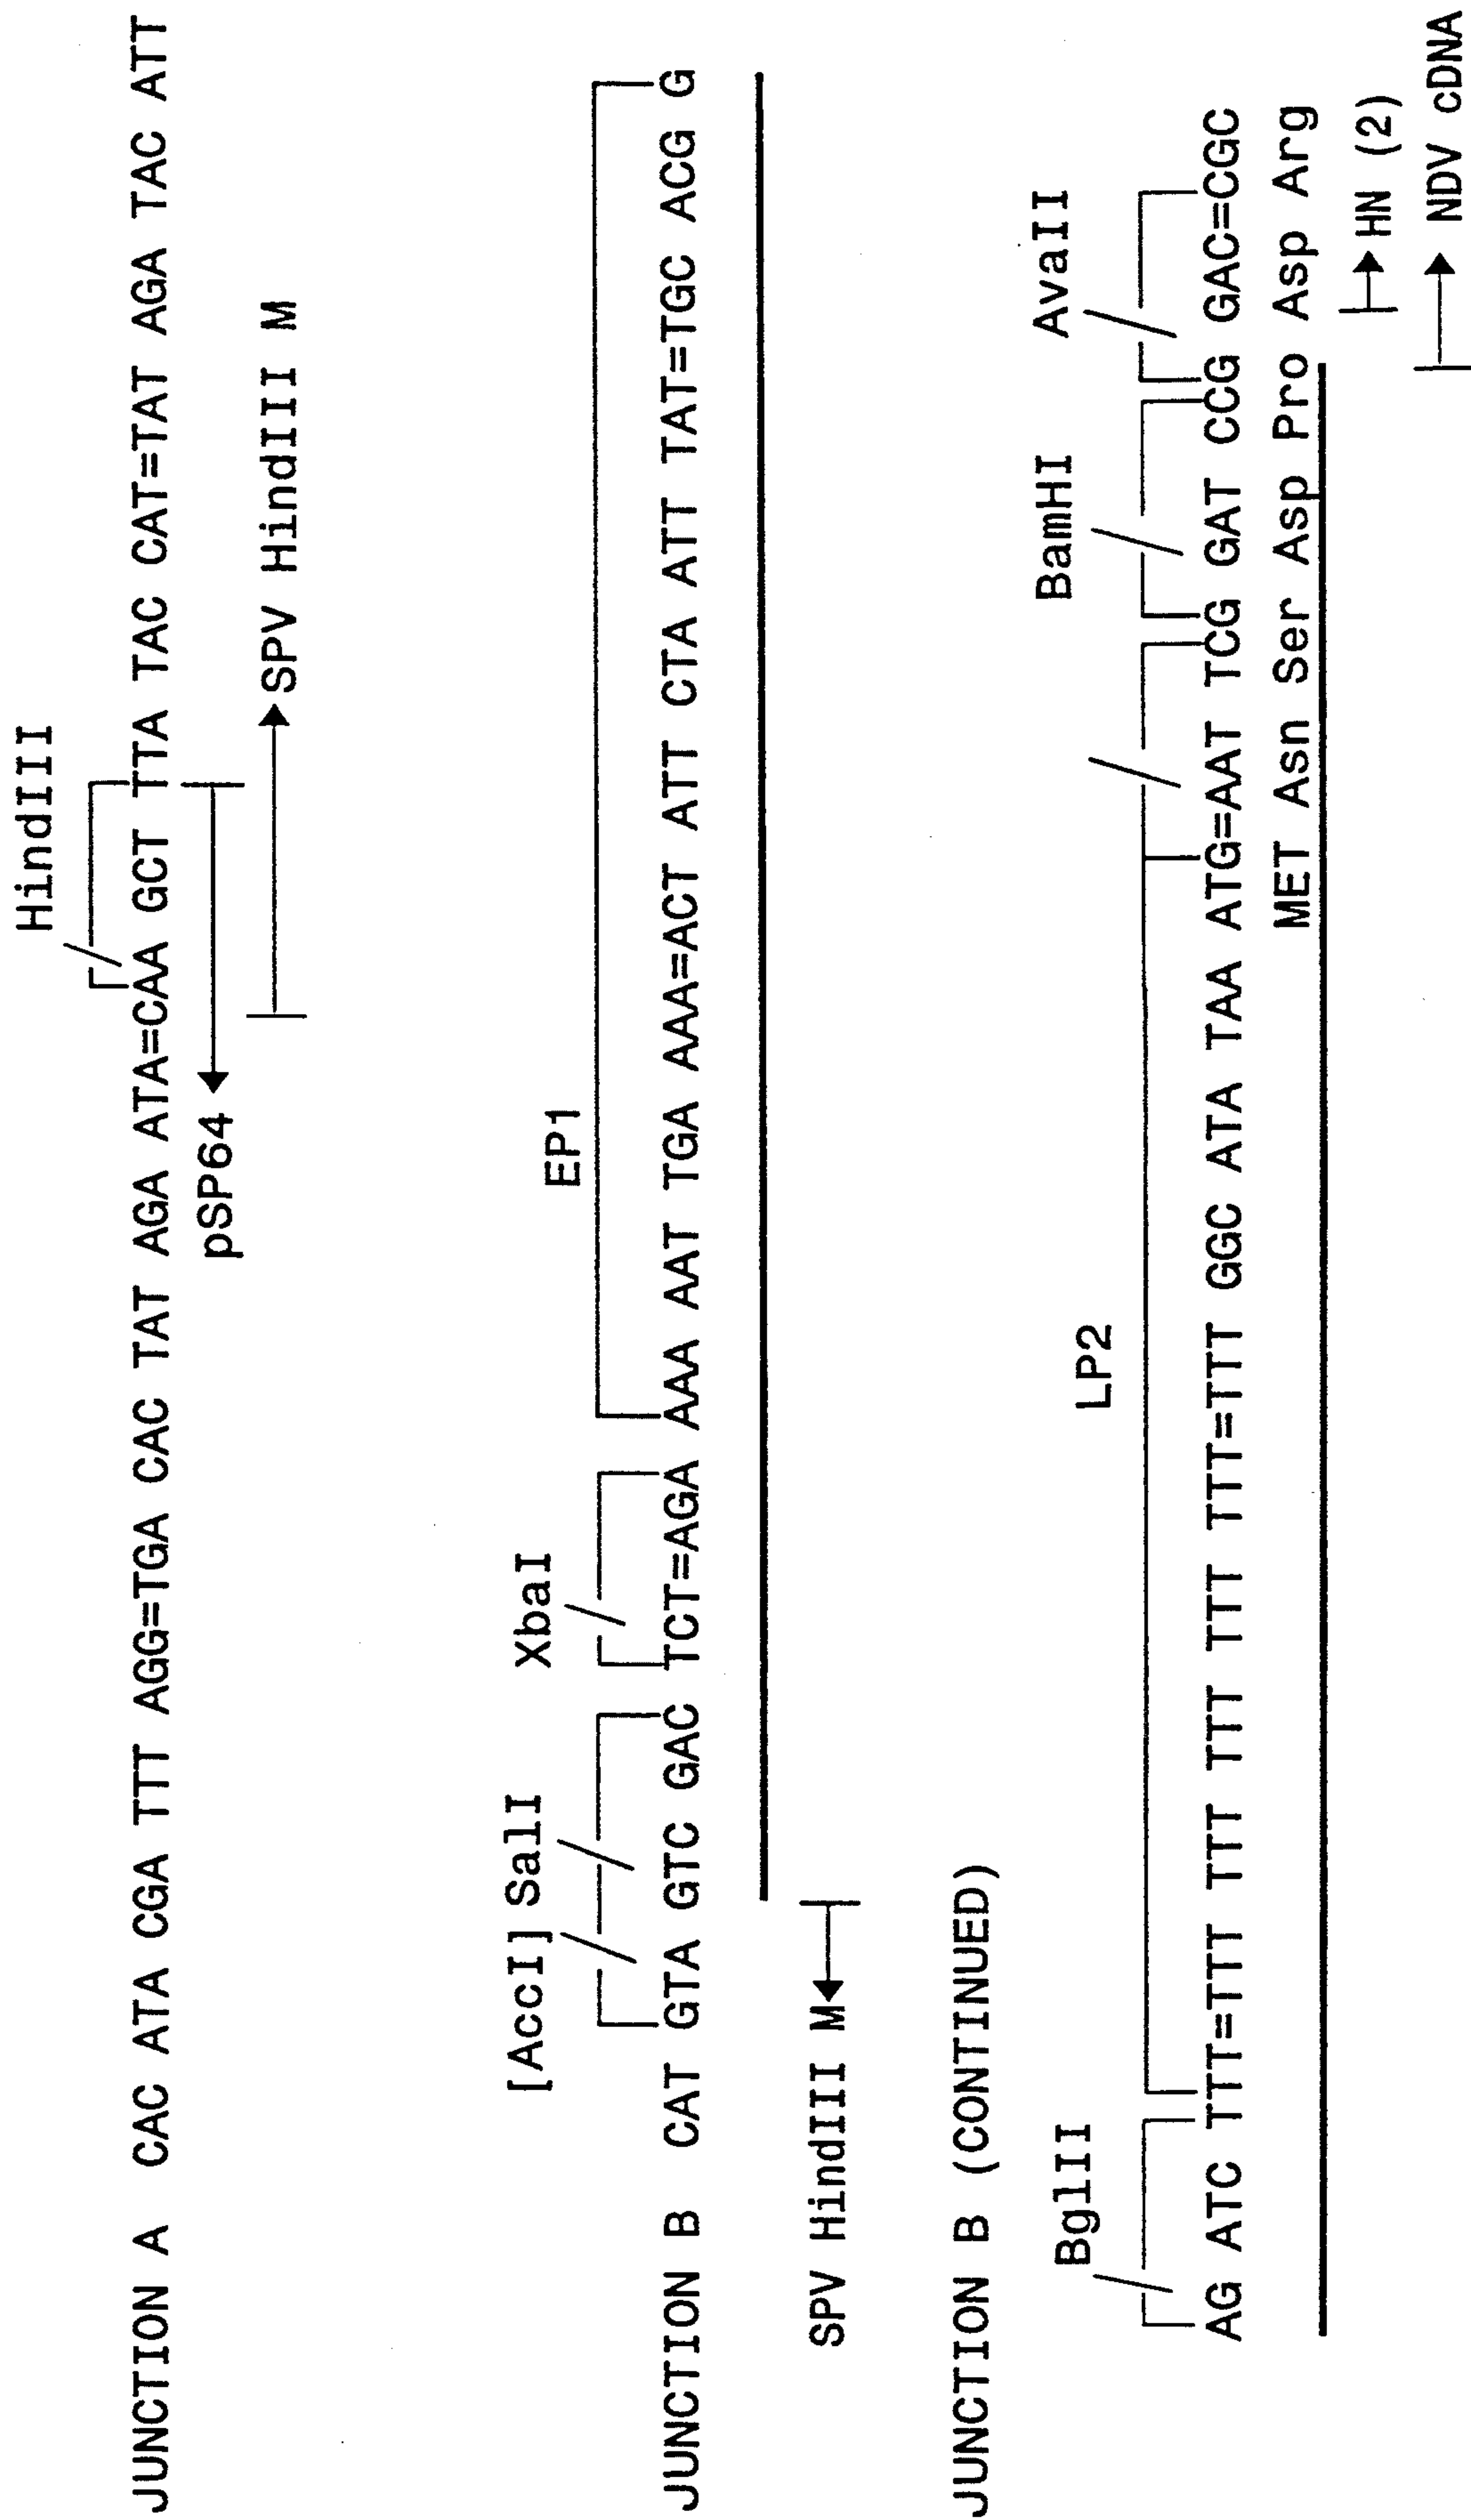 HindIII
JUNCTION A CAC ATA CGA TTT AGG=TGA CAC TAT AGA ATA=CAA GCT TTA TAC CAT=TAT AGA TAC ATT
pSP64
SPV HindIII M
[AccI] SalI XbaI EP1
JUNCTION B CAT GTA GTC GAC TCT=AGA AAA AAT TGA AAA=ACT ATT CTA ATT TAT=TGC ACG G
SPV HindIII M
JUNCTION B (CONTINUED)
BglII LP2 BamHI AvaII
AG ATC TTT=TTT TTT TTT TTT TTT TTT=TTT GGC ATA TAA ATG=AAT TCG GAT CCG GAC=CGC
MET Asn Ser Asp Pro Asp Arg
HN (2)
NDV cDNA